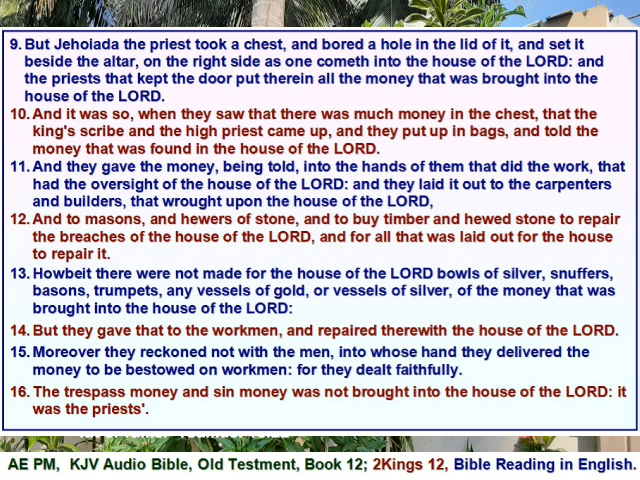 9. But Jehoiada the priest took a chest, and bored a hole in the lid of it, and set it
beside the altar, on the right side as one cometh into the house of the LORD: and
the priests that kept the door put therein all the money that was brought into the
house of the LORD.
10. And it was so, when they saw that there was much money in the chest, that the
king's scribe and the high priest came up, and they put up in bags, and told the
money that was found in the house of the LORD.
11. And they gave the money, being told, into the hands of them that did the work, that
had the oversight of the house of the LORD: and they laid it out to the carpenters
and builders, that wrought upon the house of the LORD,
12. And to masons, and hewers of stone, and to buy timber and hewed stone to repair
the breaches of the house of the LORD, and for all that was laid out for the house
to repair it.
13. Howbeit there were not made for the house of the LORD bowls of silver, snuffers,
basons, trumpets, any vessels of gold, or vessels of silver, of the money that was
brought into the house of the LORD:
14. But they gave that to the workmen, and repaired therewith the house of the LORD.
15. Moreover they reckoned not with the men, into whose hand they delivered the
money to be bestowed on workmen: for they dealt faithfully.
16. The trespass money and sin money was not brought into the house of the LORD: it
was the priests'.
AE PM, KJV Audio Bible, Old Testment, Book 12; 2Kings 12, Bible Reading in English.